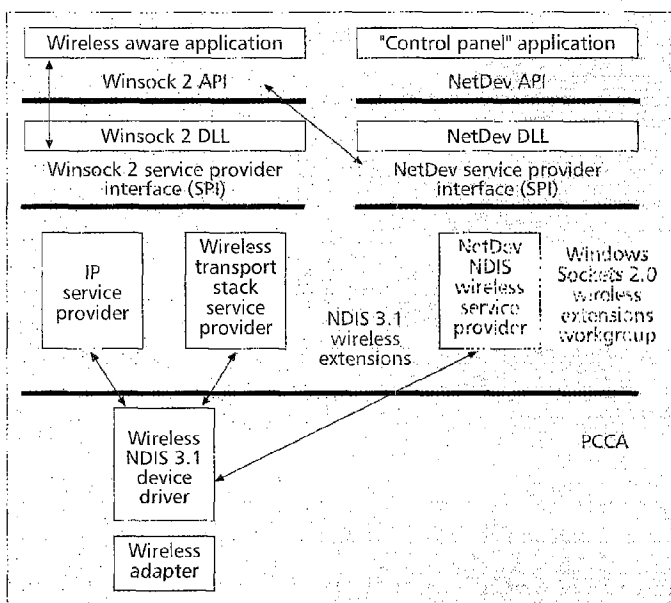 Wireless aware application
"Control panel" application
Winsock 2 API
NetDev API
Winsock 2 DLL
NetDev DLL
Winsock 2 service provider
interface (SPI)
NetDev service provider
interface (SPI)
IP
service
provider
Wireless
transport
stack
service
provider
NDIS 3.1
wireless
extensions
NetDev
NDIS
wireless
service
provider
Windows
Sockets 2.0
wireless
extensions
workgroup
Wireless
NDIS 3.1
device
driver
PCCA
Wireless
adapter